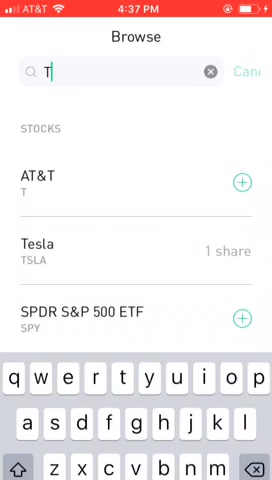 AT&T 4:37 PM
Browse
T Canc
STOCKS
AT&T
T
Tesla 1 share
TSLA
SPDR S&P 500 ETF
SPY
q w e r t y u i o p
a s d f g h j k l
z x c v b n m